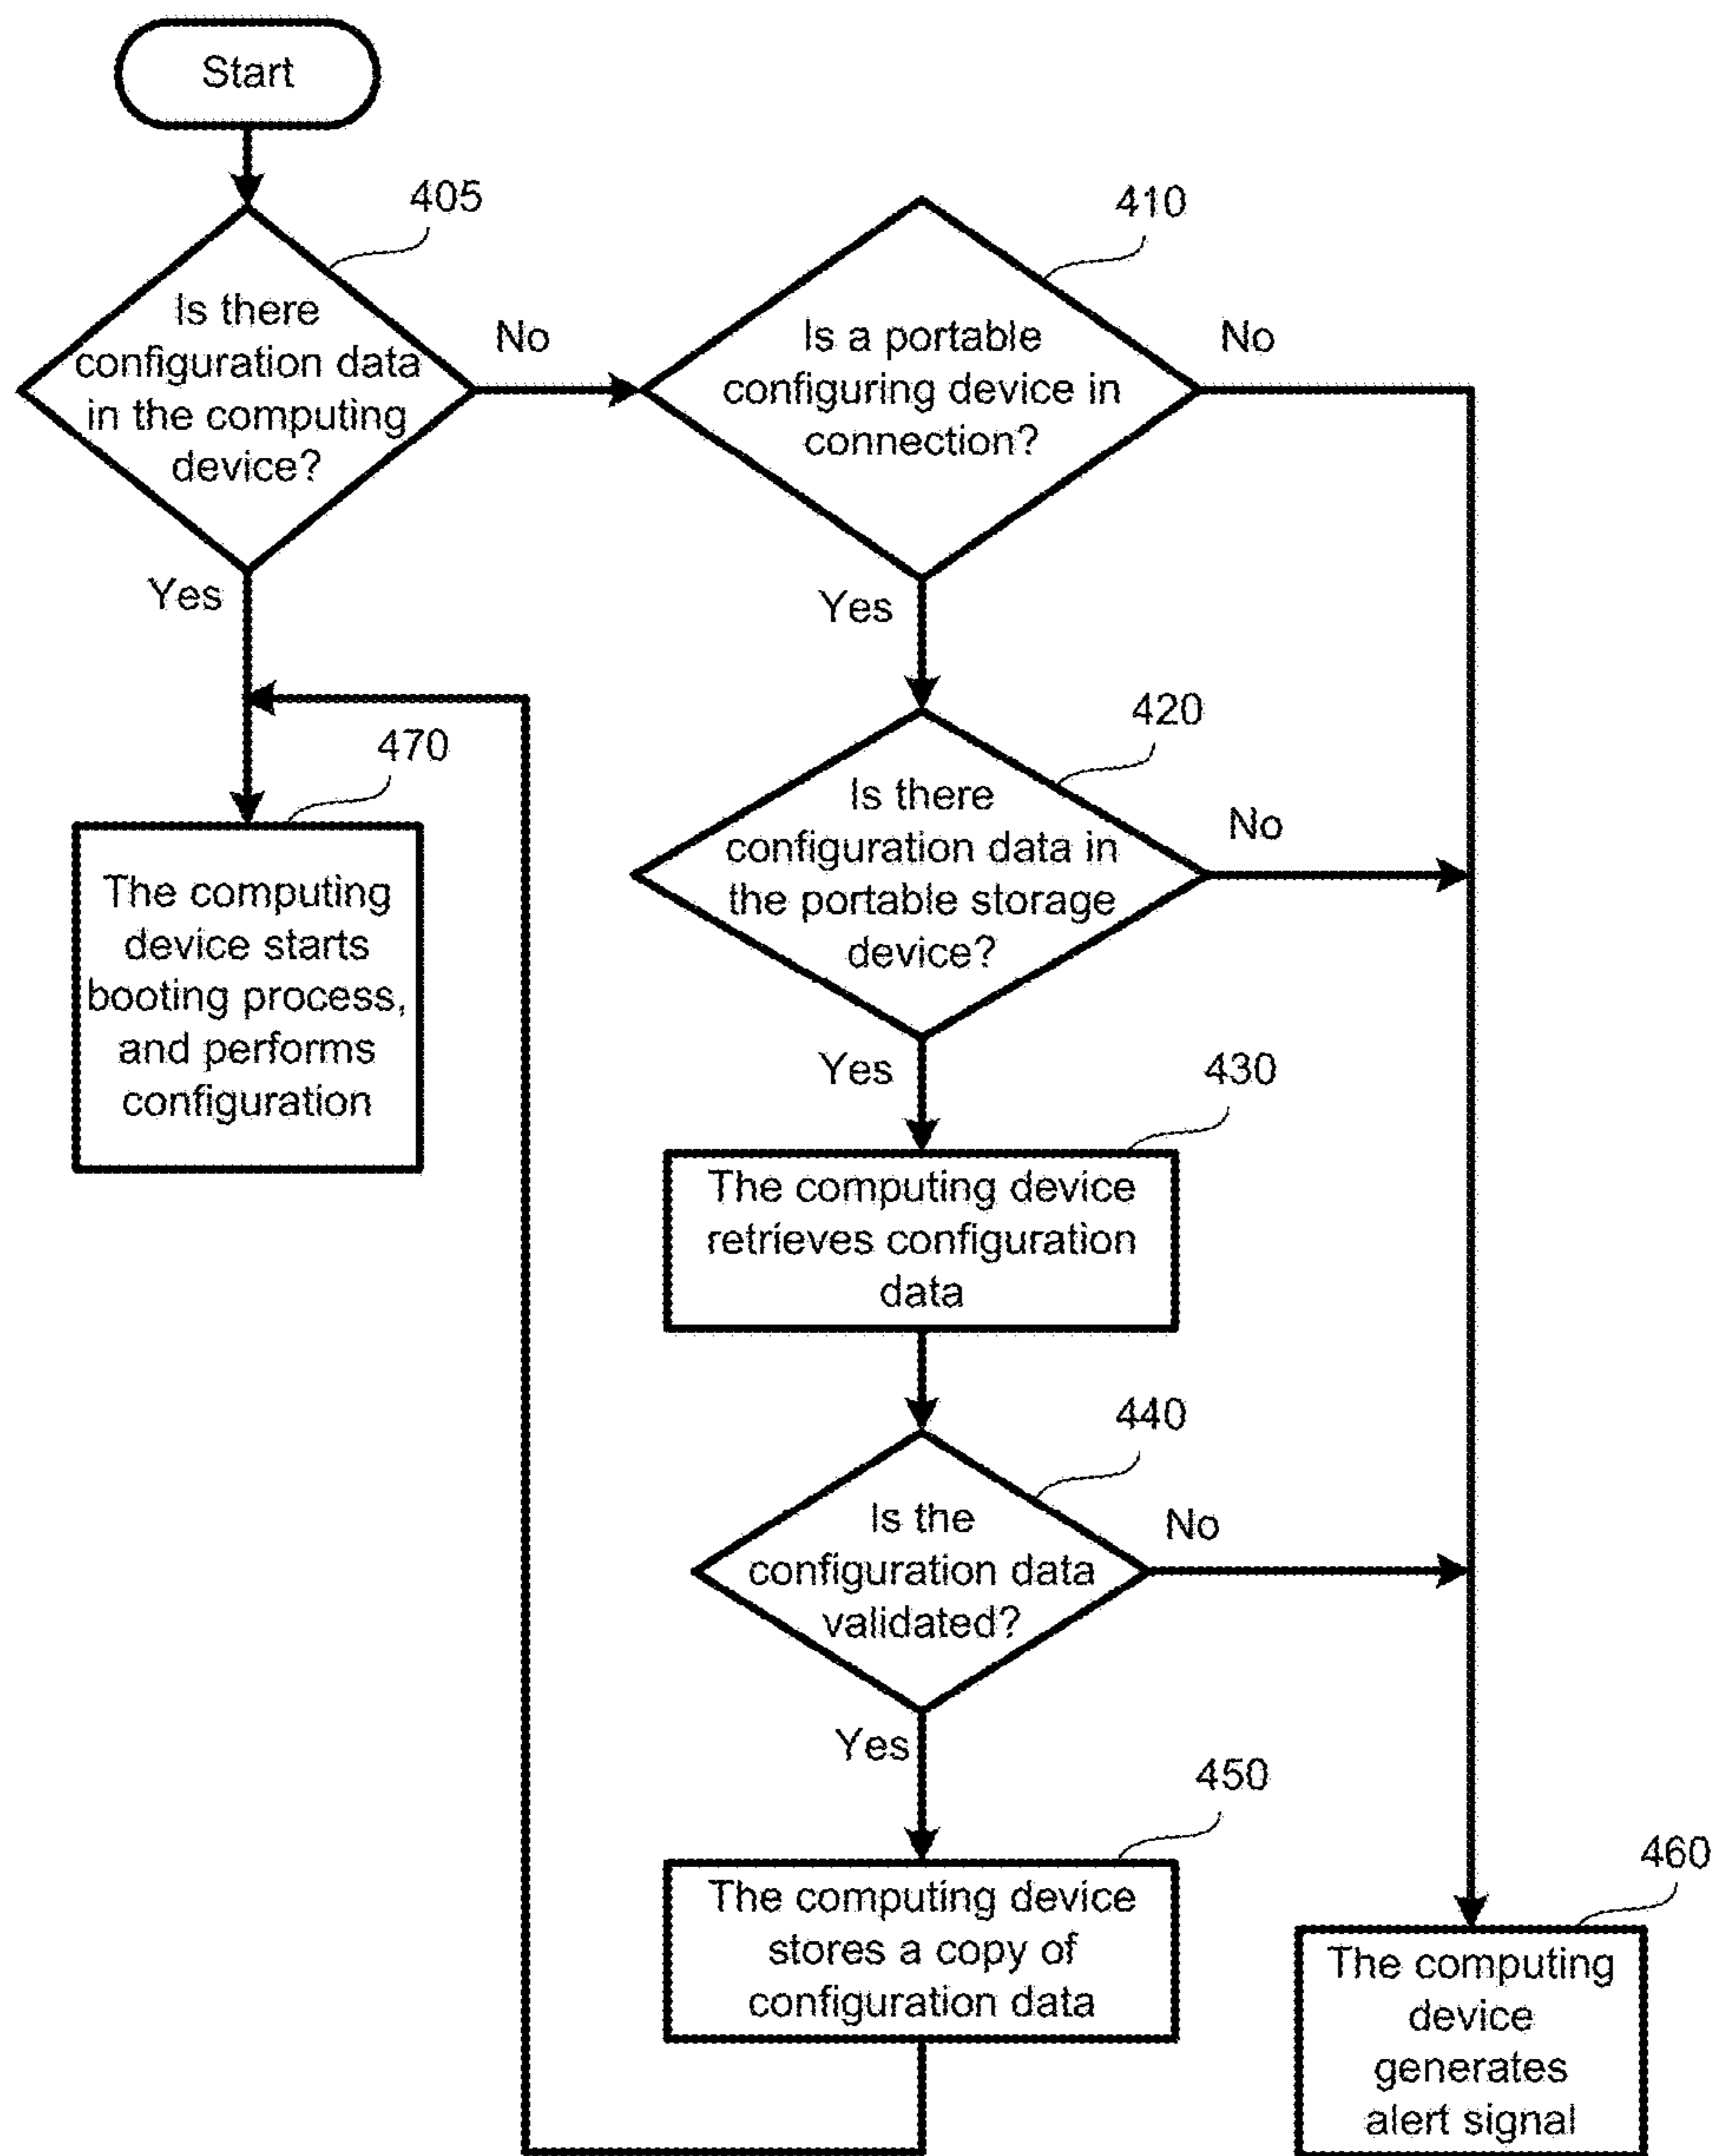 Start
405
Is there
configuration data
in the computing
device?
No
Yes
410
Is a portable
configuring device in
connection?
No
Yes
420
Is there
configuration data in
the portable storage
device?
No
Yes
470
The computing
device starts
booting process,
and performs
configuration
430
The computing device
retrieves configuration
data
440
Is the
configuration data
validated?
No
Yes
450
The computing device
stores a copy of
configuration data
460
The computing
device
generates
alert signal